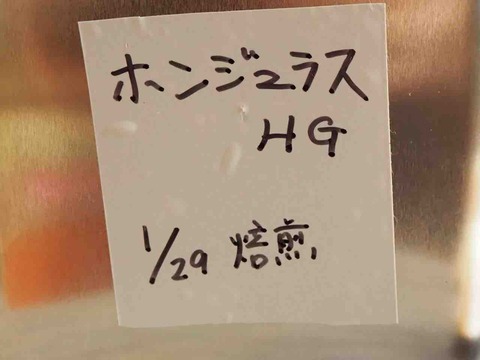 ホンジュラス
HG
1/29 焙煎